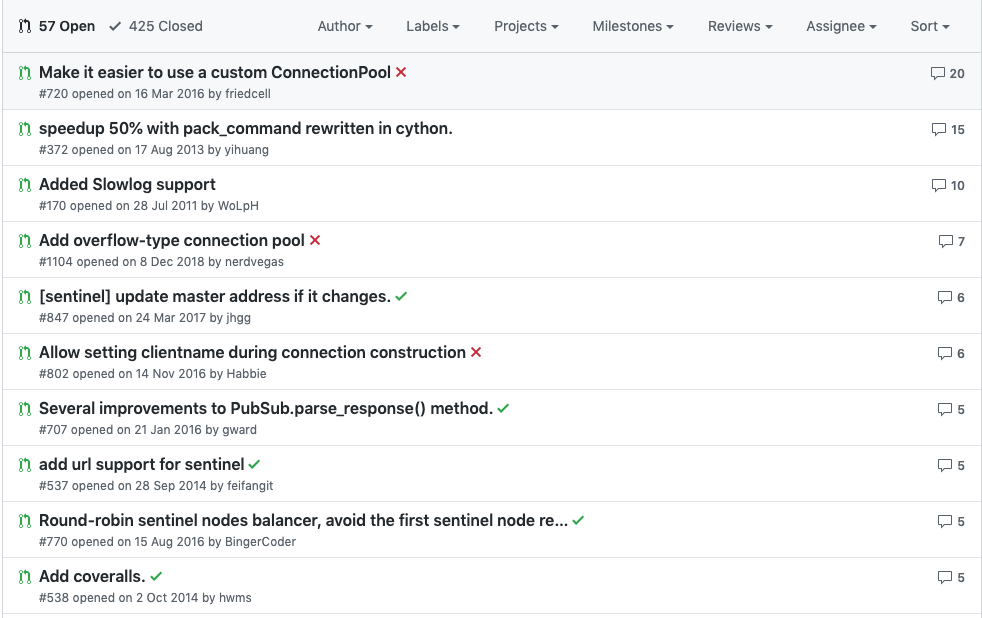 57 Open 425 Closed Author Labels Projects Milestones Reviews Assignee Sort
Make it easier to use a custom ConnectionPool 20
#720 opened on 16 Mar 2016 by friedcell
speedup 50% with pack_command rewritten in cython. 15
#372 opened on 17 Aug 2013 by yihuang
Added Slowlog support 10
#170 opened on 28 Jul 2011 by WoLpH
Add overflow-type connection pool 7
#1104 opened on 8 Dec 2018 by nerdvegas
[sentinel] update master address if it changes. 6
#847 opened on 24 Mar 2017 by jhgg
Allow setting clientname during connection construction 6
#802 opened on 14 Nov 2016 by Habbie
Several improvements to PubSub.parse_response() method. 5
#707 opened on 21 Jan 2016 by gward
add url support for sentinel 5
#537 opened on 28 Sep 2014 by feifangit
Round-robin sentinel nodes balancer, avoid the first sentinel node re... 5
#770 opened on 15 Aug 2016 by BingerCoder
Add coveralls. 5
#538 opened on 2 Oct 2014 by hwms